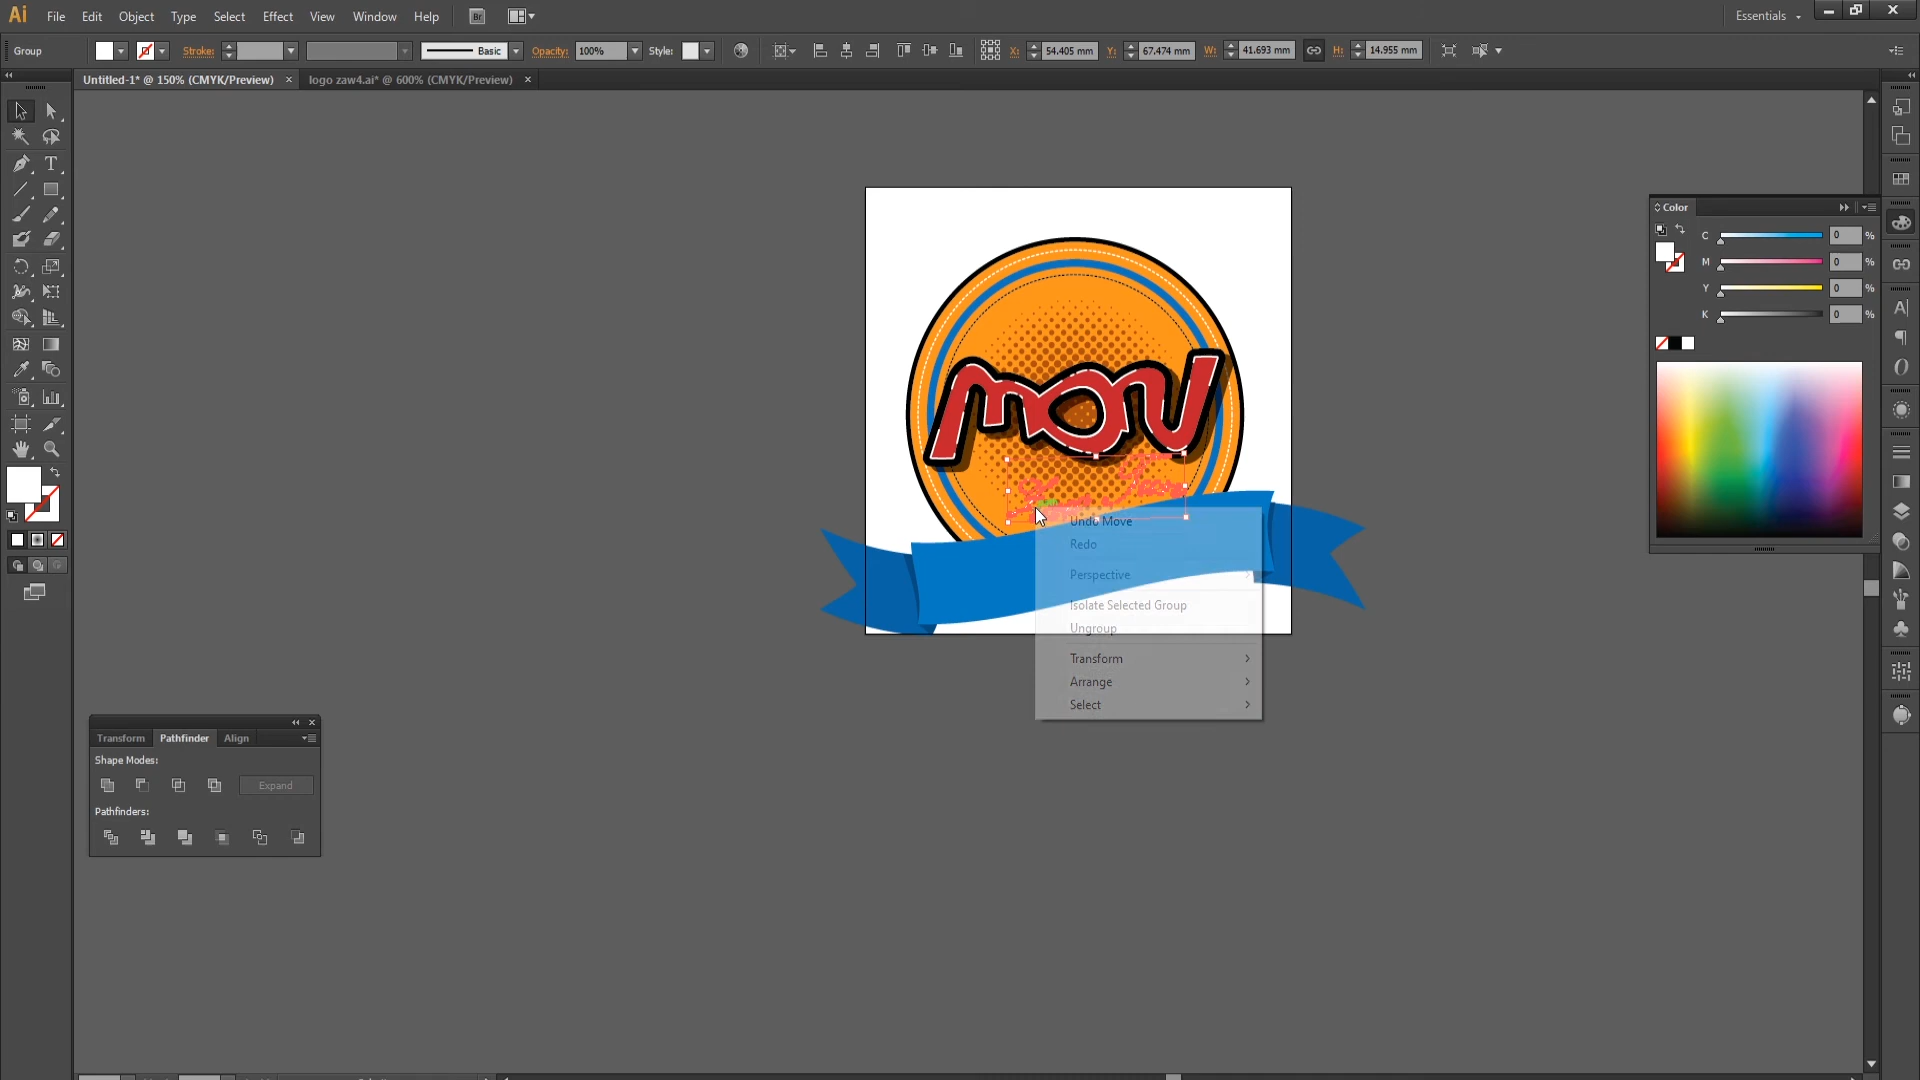 Ai File Edit Object Type Select Effect View Window Help Br Essentials
Group Stroke: Basic Opacity: 100% Style: X: 54.405 mm Y: 67.474 mm W: 41.693 mm H: 14.955 mm
Untitled-1* @ 150% (CMYK/Preview) × logo zaw4.ai* @ 600% (CMYK/Preview) ×
Color
C 0 %
M 0 %
Y 0 %
K 0 %
Undo Move
Redo
Perspective
Isolate Selected Group
Ungroup
Transform
Arrange
Select
Transform Pathfinder Align
Shape Modes:
Expand
Pathfinders: